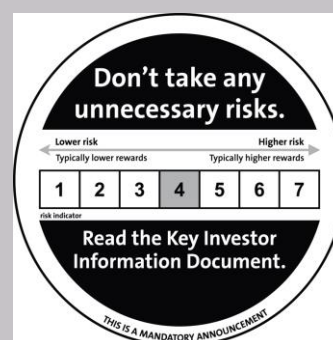 Don't take any
unnecessary risks.
Lower risk Higher risk
Typically lower rewards Typically higher rewards
1 2 3 4 5 6 7
risk indicator
Read the Key Investor
Information Document.
THIS IS A MANDATORY ANNOUNCEMENT